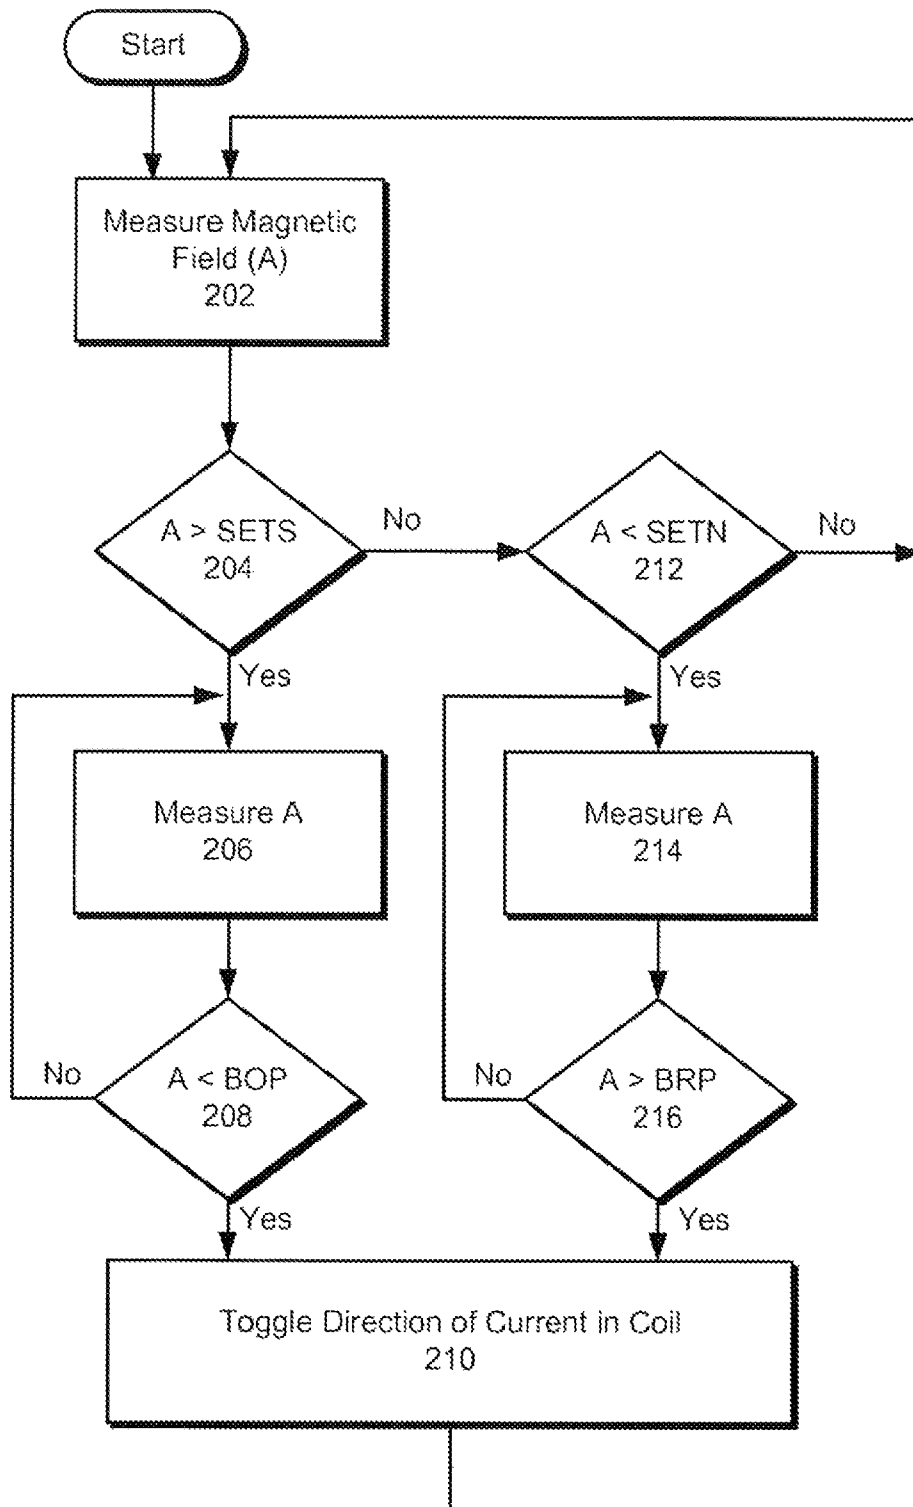 Start
Measure Magnetic
Field (A)
202
A > SETS
204
No
A < SETN
212
No
Yes
Yes
Measure A
206
Measure A
214
No
A < BOP
208
No
A > BRP
216
Yes
Yes
Toggle Direction of Current in Coil
210